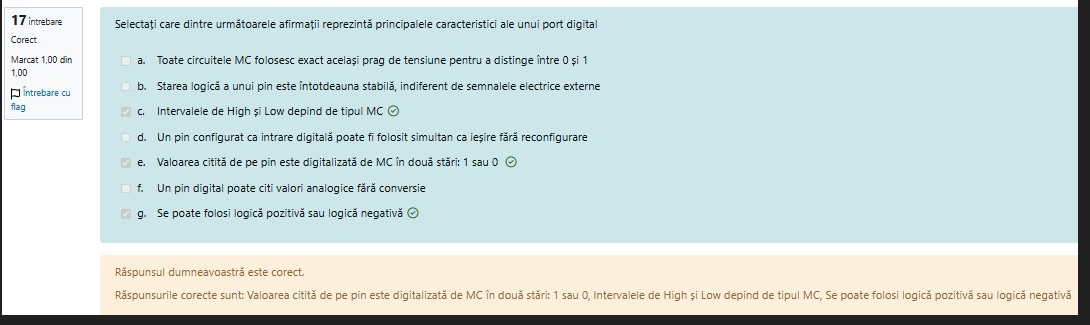 17 întrebare
Corect
Marcat 1,00 din
1,00
Întrebare cu
flag
Selectați care dintre următoarele afirmații reprezintă principalele caracteristici ale unui port digital
a. Toate circuitele MC folosesc exact același prag de tensiune pentru a distinge între 0 și 1
b. Starea logică a unui pin este întotdeauna stabilă, indiferent de semnalele electrice externe
c. Intervalele de High și Low depind de tipul MC
d. Un pin configurat ca intrare digitală poate fi folosit simultan ca ieșire fără reconfigurare
e. Valoarea citită de pe pin este digitalizată de MC în două stări: 1 sau 0
f. Un pin digital poate citi valori analogice fără conversie
g. Se poate folosi logică pozitivă sau logică negativă
Răspunsul dumneavoastră este corect.
Răspunsurile corecte sunt: Valoarea citită de pe pin este digitalizată de MC în două stări: 1 sau 0, Intervalele de High și Low depind de tipul MC, Se poate folosi logică pozitivă sau logică negativă